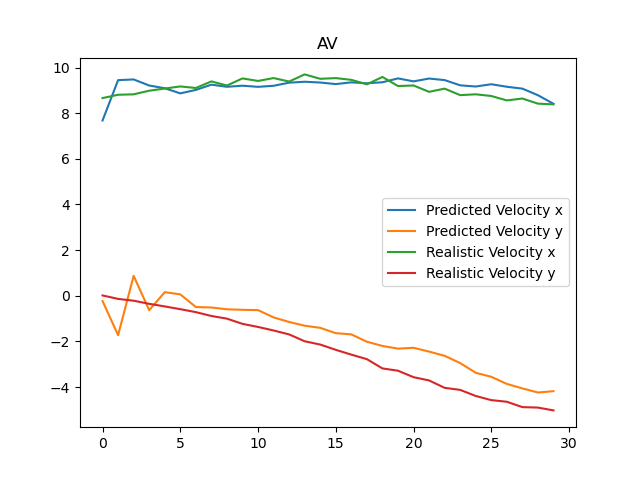 AV
10
8
6
4
2
0
−2
−4
Predicted Velocity x
Predicted Velocity y
Realistic Velocity x
Realistic Velocity y
0 5 10 15 20 25 30